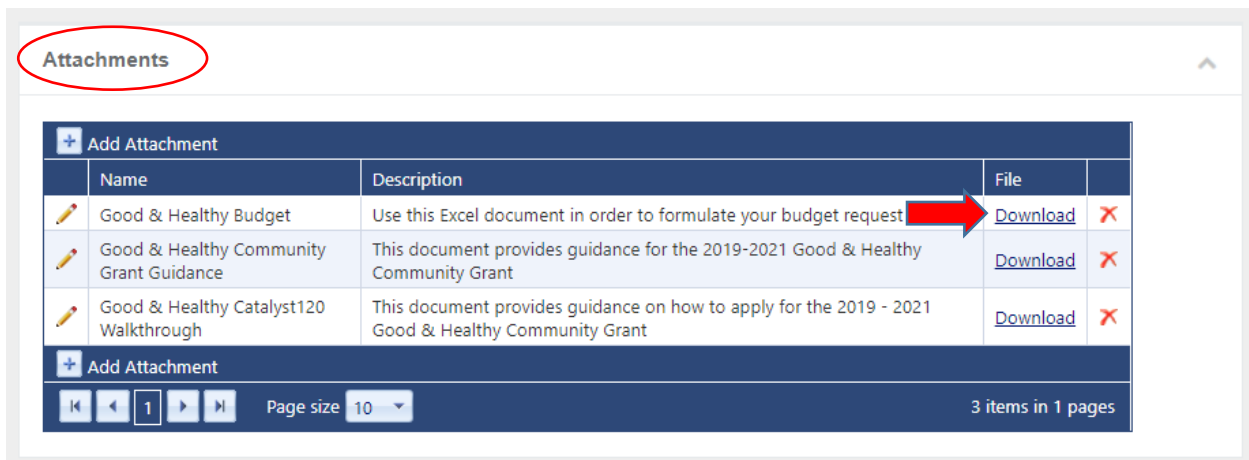 Attachments
Add Attachment
Name Description File
Good & Healthy Budget Use this Excel document in order to formulate your budget request Download
Good & Healthy Community Grant Guidance This document provides guidance for the 2019-2021 Good & Healthy Community Grant Download
Good & Healthy Catalyst120 Walkthrough This document provides guidance on how to apply for the 2019 - 2021 Good & Healthy Community Grant Download
Add Attachment
1 Page size 10 3 items in 1 pages